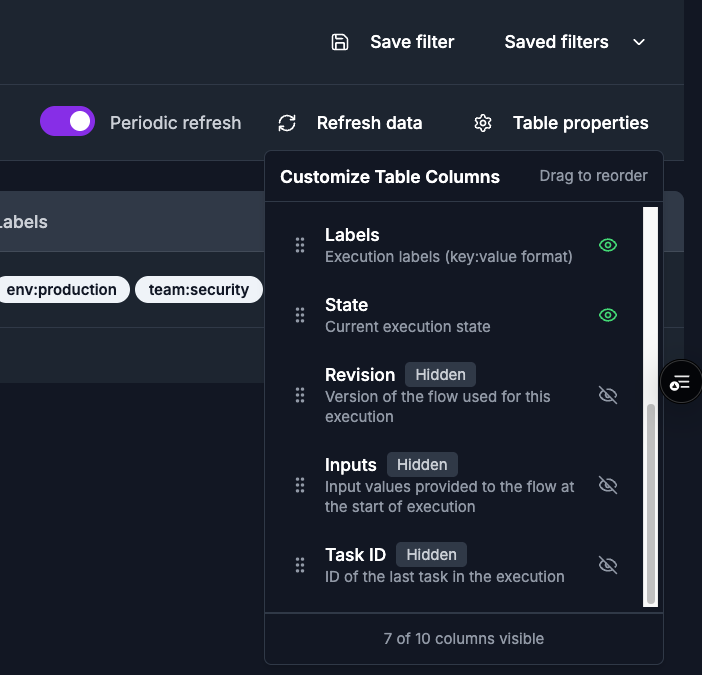 Save filter
Saved filters
Periodic refresh
Refresh data
Table properties
Customize Table Columns
Drag to reorder
Labels
env:production
team:security
Labels
Execution labels (key:value format)
State
Current execution state
Revision
Hidden
Version of the flow used for this
execution
Inputs
Hidden
Input values provided to the flow at
the start of execution
Task ID
Hidden
ID of the last task in the execution
7 of 10 columns visible